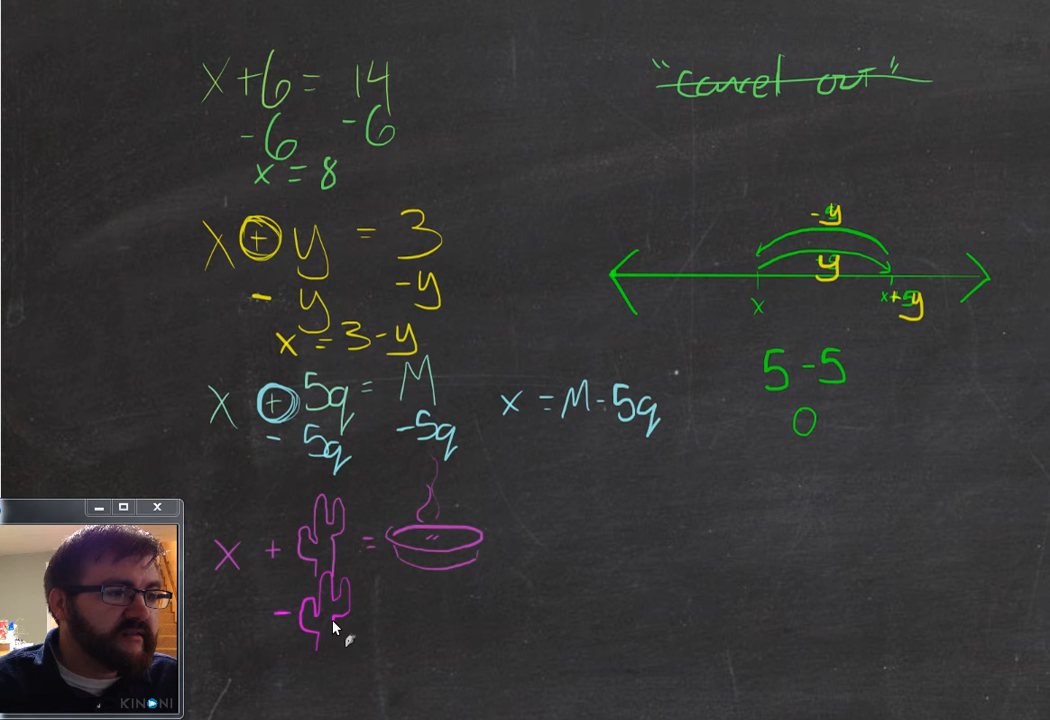 x + 6 = 14
- 6 - 6
x = 8
x + y = 3
- y - y
x = 3 - y
x + 5q = M
- 5q - 5q
x = M - 5q
x + =
-
"cancel out"
- y
y
x x + y
5 - 5
0
KINONI